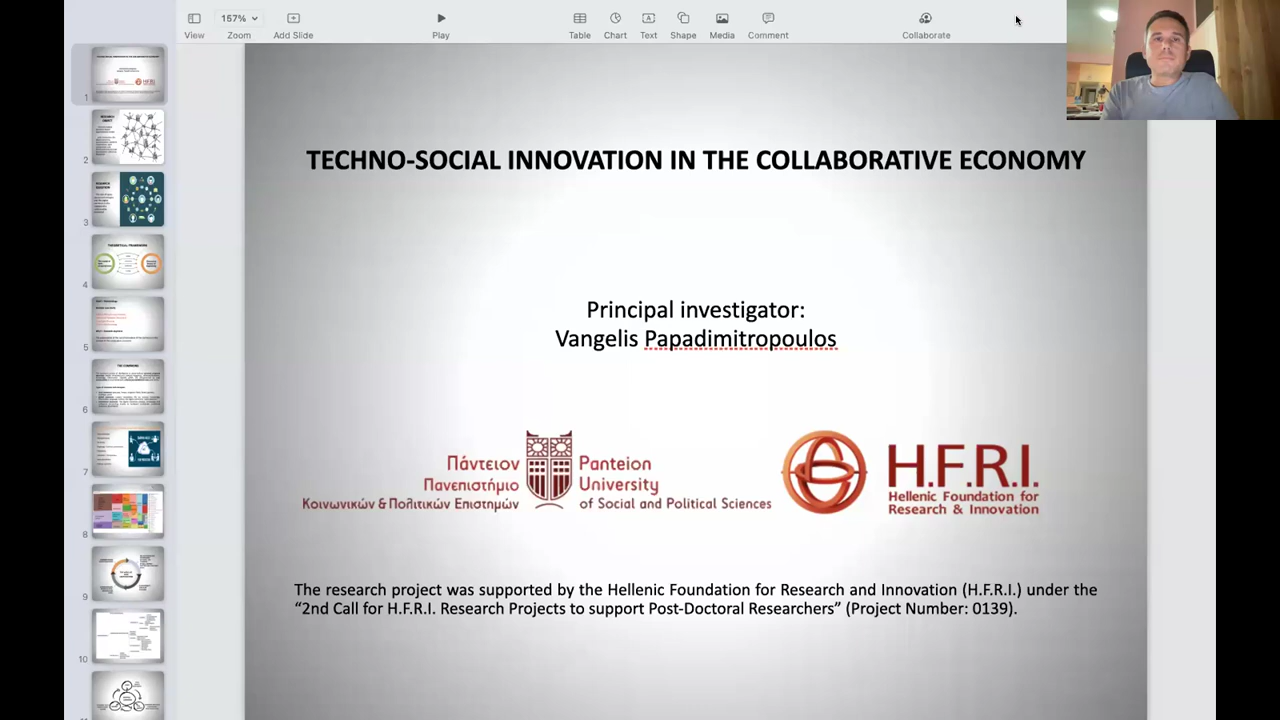 157%
View
Zoom
Add Slide
Play
Table
Chart
Text
Shape
Media
Comment
Collaborate
1
2
3
4
5
6
7
8
9
10
THEORETICAL FRAMEWORK
THE COMMONS
TECHNO-SOCIAL INNOVATION IN THE COLLABORATIVE ECONOMY
Principal investigator:
Vangelis Papadimitropoulos
Πάντειον
Πανεπιστήμιο
Κοινωνικών & Πολιτικών Επιστημών
Panteion
University
of Social and Political Sciences
H.F.R.I.
Hellenic Foundation for
Research & Innovation
The research project was supported by the Hellenic Foundation for Research and Innovation (H.F.R.I.) under the
“2nd Call for H.F.R.I. Research Projects to support Post-Doctoral Researchers” (Project Number: 0139).